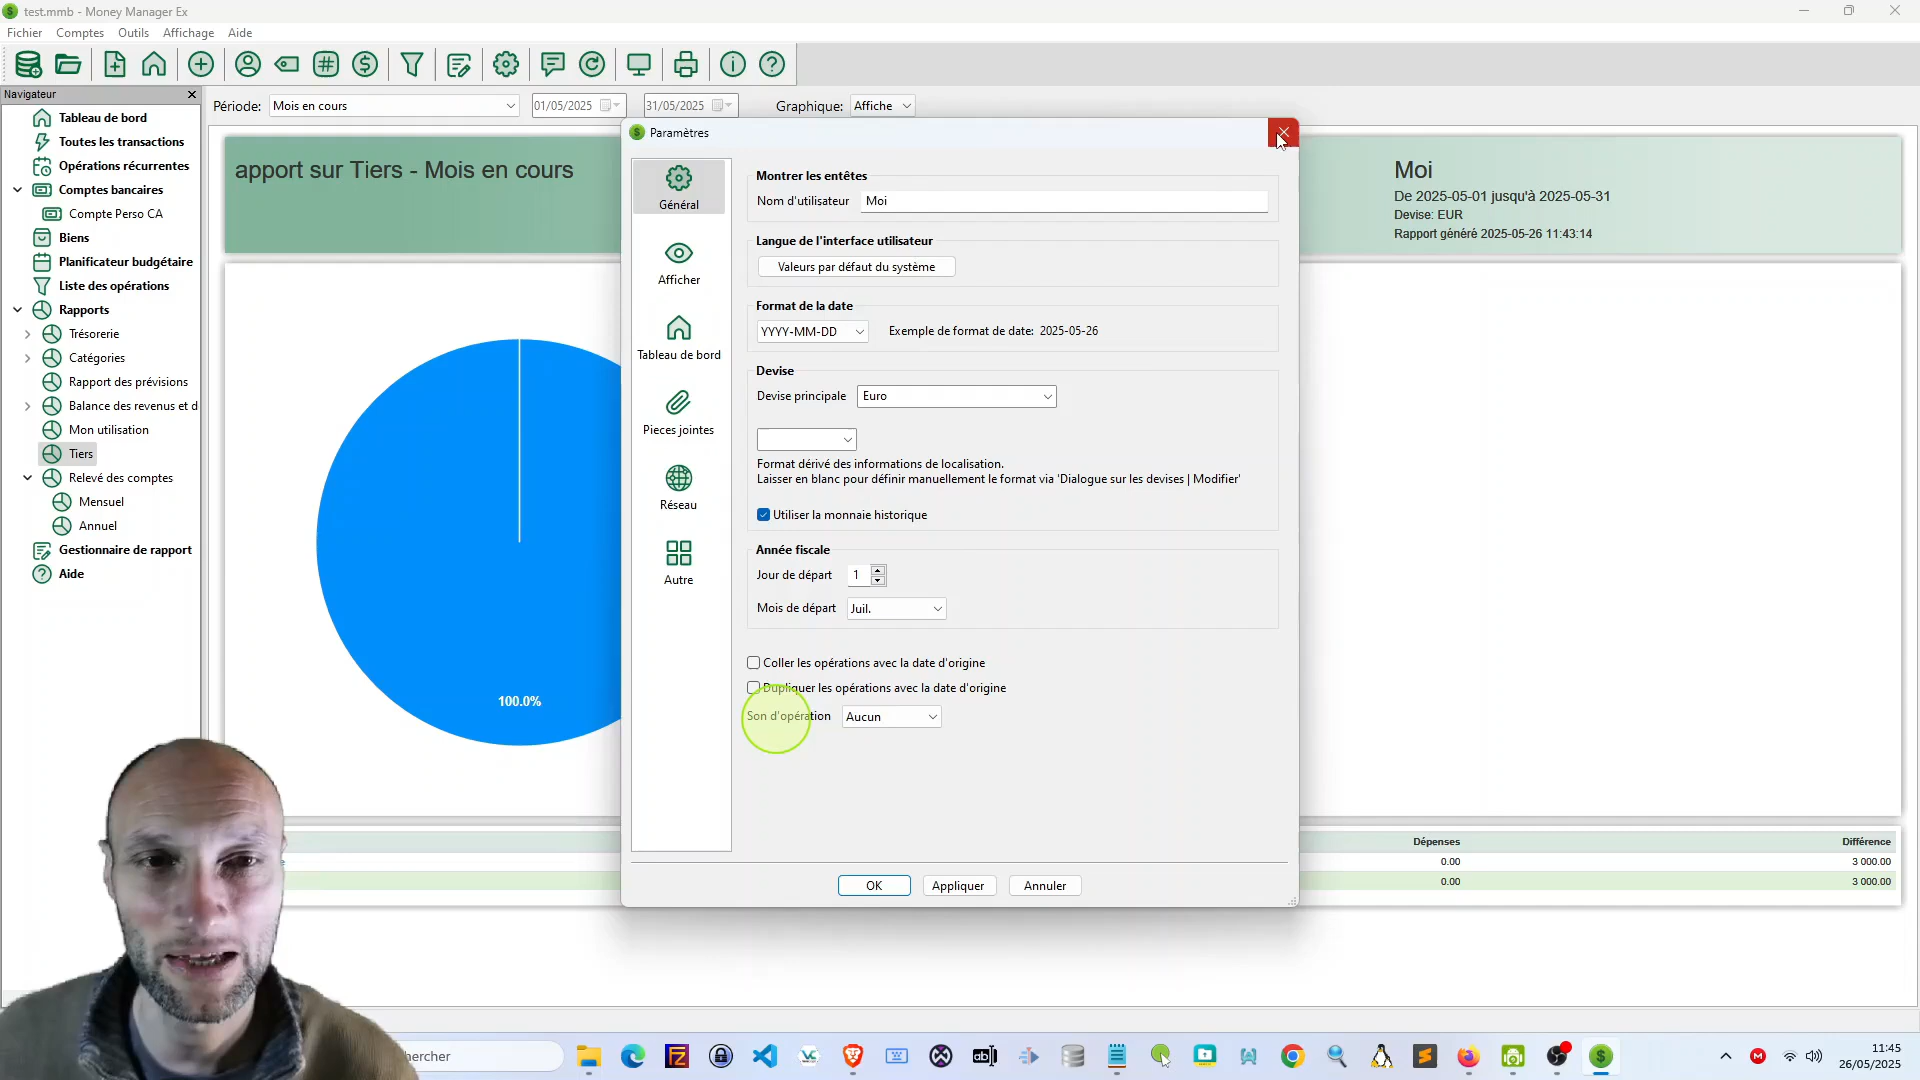 test.mmb - Money Manager Ex
Fichier Comptes Outils Affichage Aide
Navigateur
Tableau de bord
Toutes les transactions
Opérations récurrentes
Comptes bancaires
Compte Perso CA
Biens
Planificateur budgétaire
Liste des opérations
Rapports
Trésorerie
Catégories
Rapport des prévisions
Balance des revenus et d
Mon utilisation
Tiers
Relevé des comptes
Mensuel
Annuel
Gestionnaire de rapport
Aide
Période: Mois en cours 01/05/2025 31/05/2025 Graphique: Affiche
apport sur Tiers - Mois en cours
Moi
De 2025-05-01 jusqu'à 2025-05-31
Devise: EUR
Rapport généré 2025-05-26 11:43:14
100.0%
Paramètres
Général
Afficher
Tableau de bord
Pieces jointes
Réseau
Autre
Montrer les entêtes
Nom d'utilisateur Moi
Langue de l'interface utilisateur
Valeurs par défaut du système
Format de la date
YYYY-MM-DD Exemple de format de date: 2025-05-26
Devise
Devise principale Euro
Format dérivé des informations de localisation.
Laisser en blanc pour définir manuellement le format via 'Dialogue sur les devises | Modifier'
Utiliser la monnaie historique
Année fiscale
Jour de départ 1
Mois de départ Juil.
Coller les opérations avec la date d'origine
Dupliquer les opérations avec la date d'origine
Son d'opération Aucun
OK Appliquer Annuler
Dépenses Différence
0.00 3 000.00
0.00 3 000.00
hercher
11:45
26/05/2025